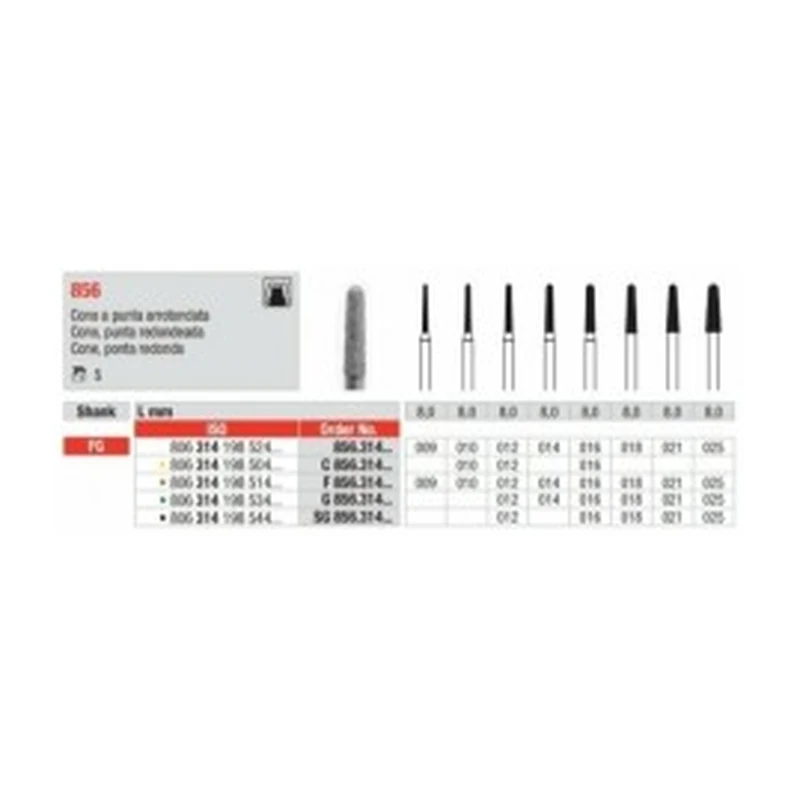 856
Cono a punta arrotondata
Cono, punta redondeada
Cone, ponta redonda
5
Shank L mm 8,0 8,0 8,0 8,0 8,0 8,0 8,0 8,0
ISO Order No.
FG 806 314 198 524... 856.314... 009 010 012 014 016 018 021 025
806 314 198 504... C 856.314... 010 012 016
806 314 198 514... F 856.314... 009 010 012 014 016 018 021 025
806 314 198 534... G 856.314... 012 014 016 018 021 025
806 314 198 544... SG 856.314... 012 016 018 021 025